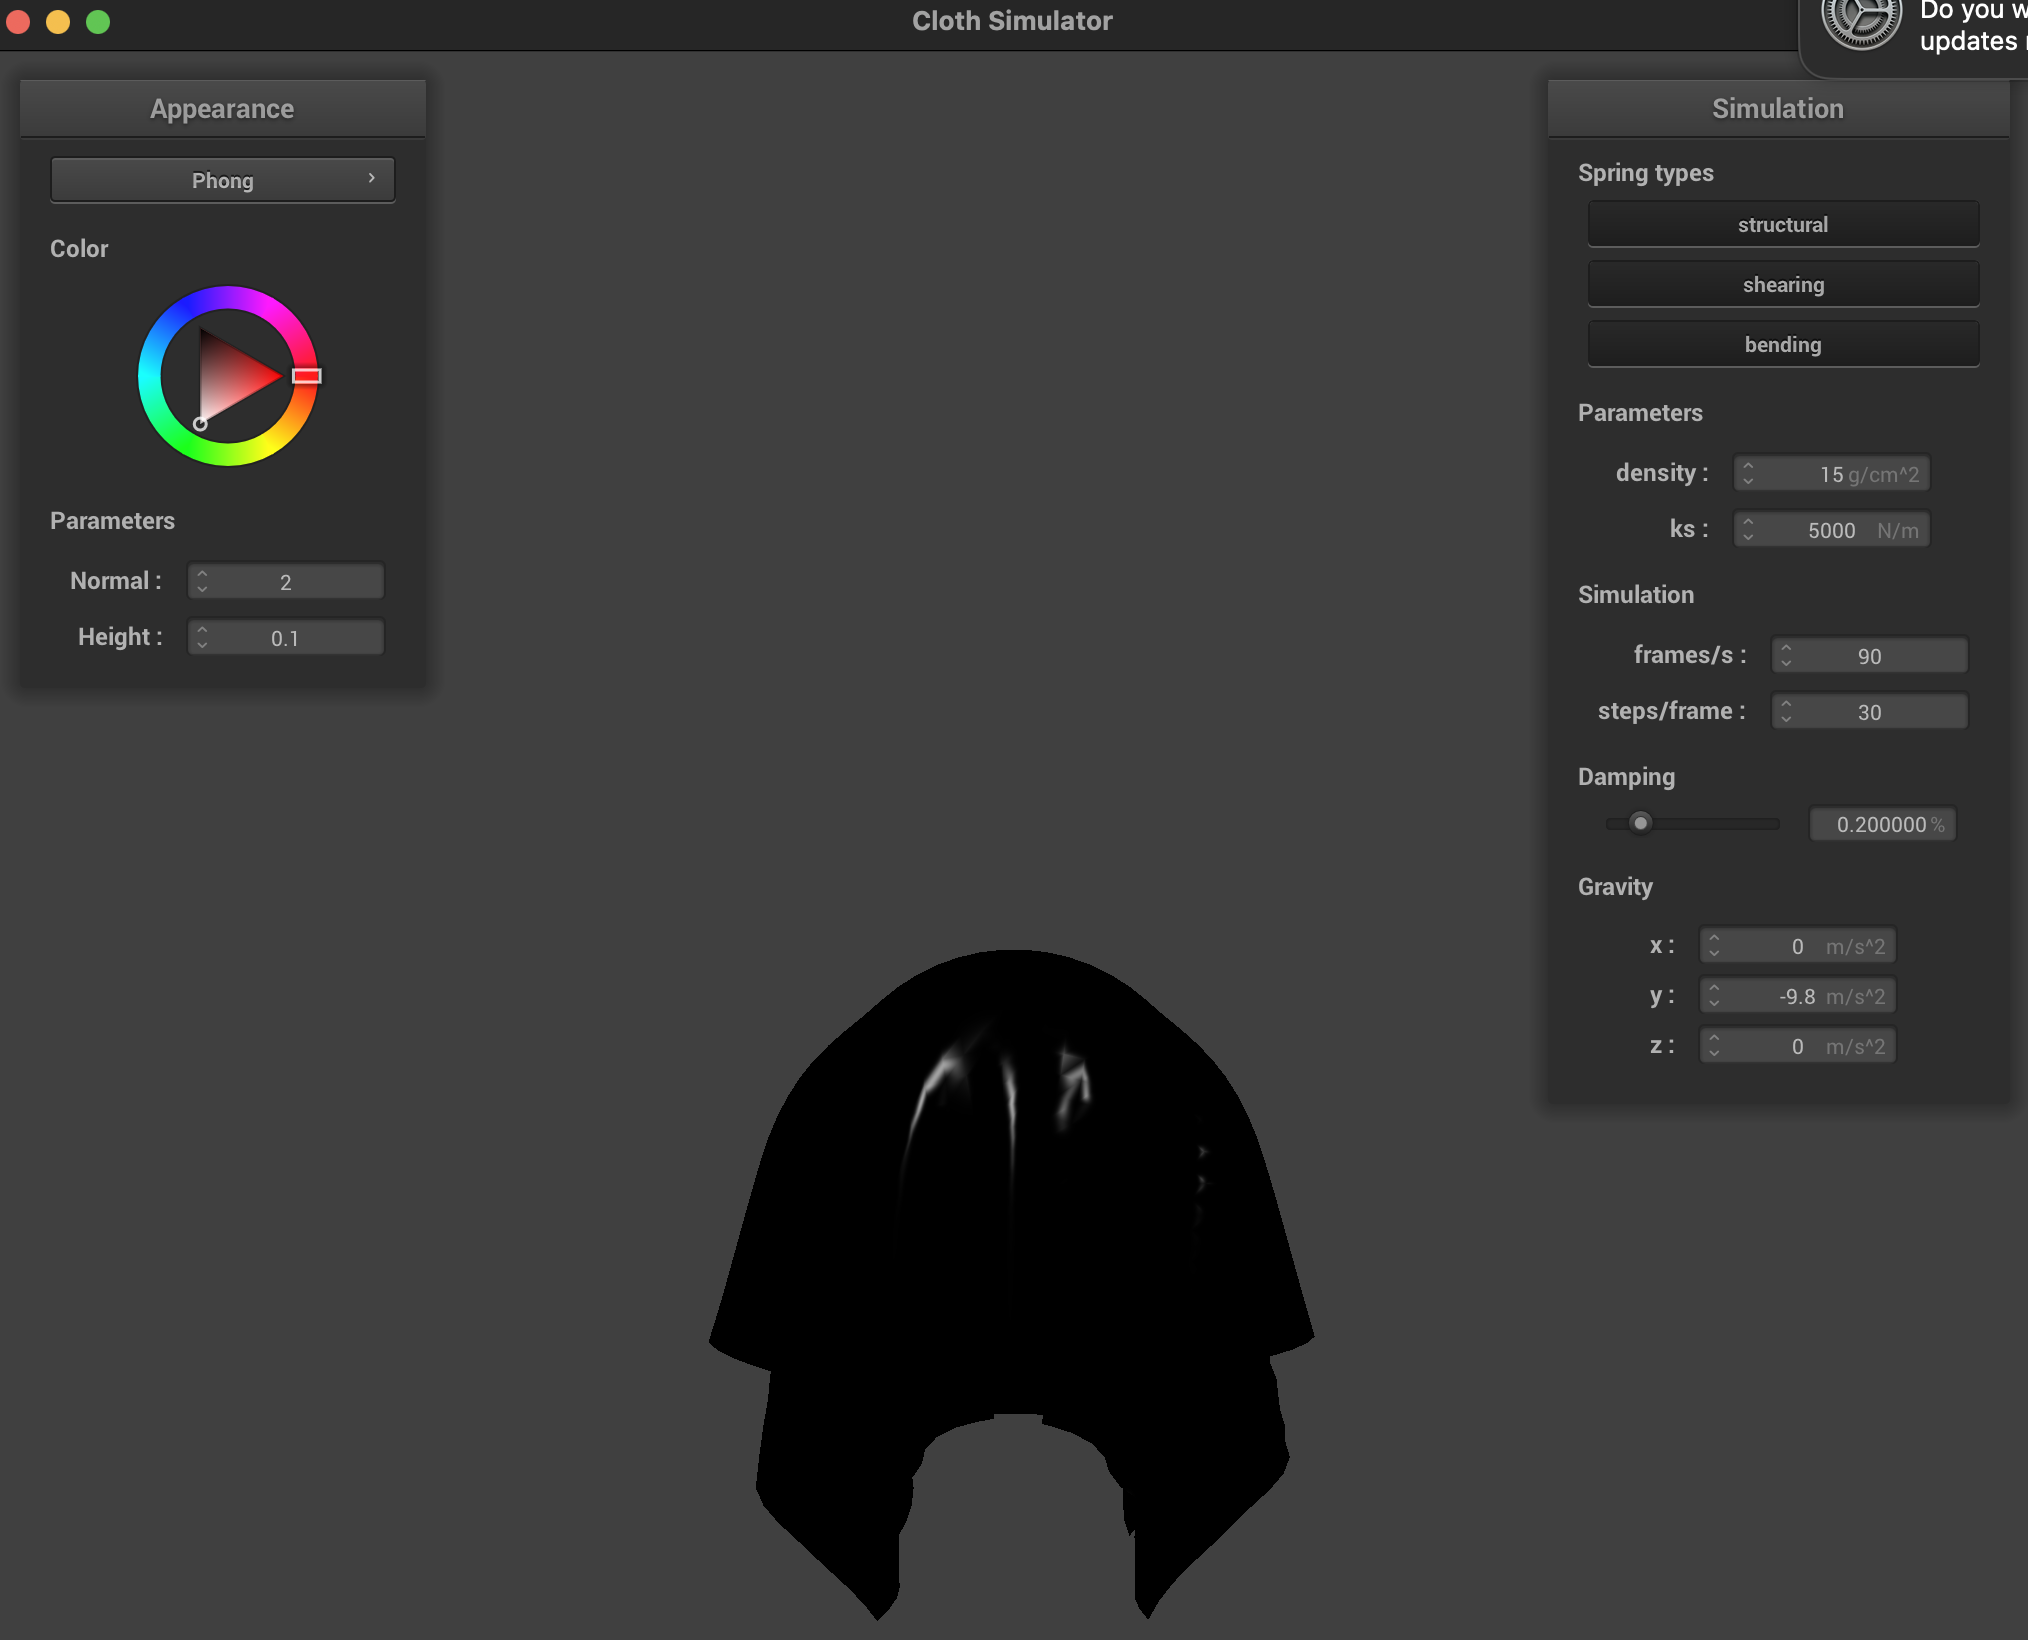 Cloth Simulator
Do you w
updates
Appearance
Phong
Color
Parameters
Normal :
2
Height :
0.1
Simulation
Spring types
structural
shearing
bending
Parameters
density :
15 g/cm^2
ks :
5000 N/m
Simulation
frames/s :
90
steps/frame :
30
Damping
0.200000 %
Gravity
x :
0 m/s^2
y :
-9.8 m/s^2
z :
0 m/s^2